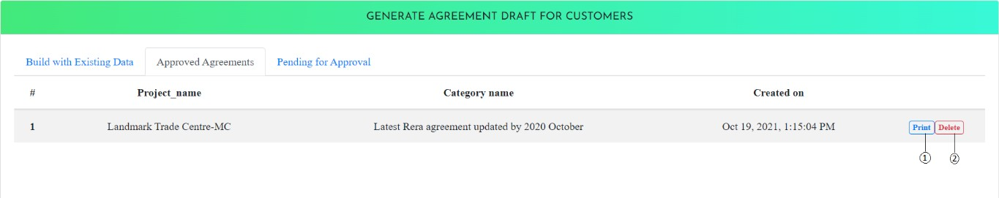 GENERATE AGREEMENT DRAFT FOR CUSTOMERS
Build with Existing Data Approved Agreements Pending for Approval
# Project_name Category name Created on
1 Landmark Trade Centre-MC Latest Rera agreement updated by 2020 October Oct 19, 2021, 1:15:04 PM Print Delete
① ②